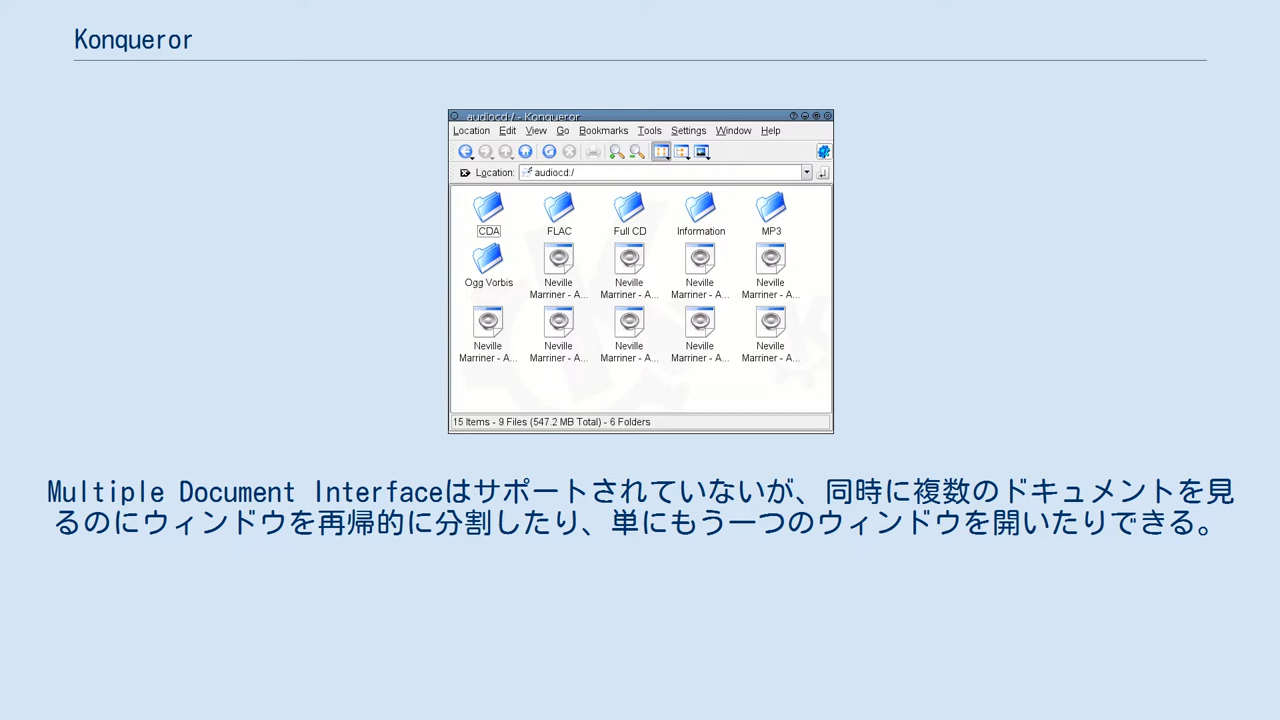 Konqueror
audiocd:/ - Konqueror
Location Edit View Go Bookmarks Tools Settings Window Help
Location: audiocd:/
CDA FLAC Full CD Information MP3
Ogg Vorbis Neville Neville Neville Neville
Marriner - A... Marriner - A... Marriner - A... Marriner - A...
Neville Neville Neville Neville Neville
Marriner - A... Marriner - A... Marriner - A... Marriner - A... Marriner - A...
15 Items - 9 Files (547.2 MB Total) - 6 Folders
Multiple Document Interfaceはサポートされていないが、同時に複数のドキュメントを見
るのにウィンドウを再帰的に分割したり、単にもう一つのウィンドウを開いたりできる。